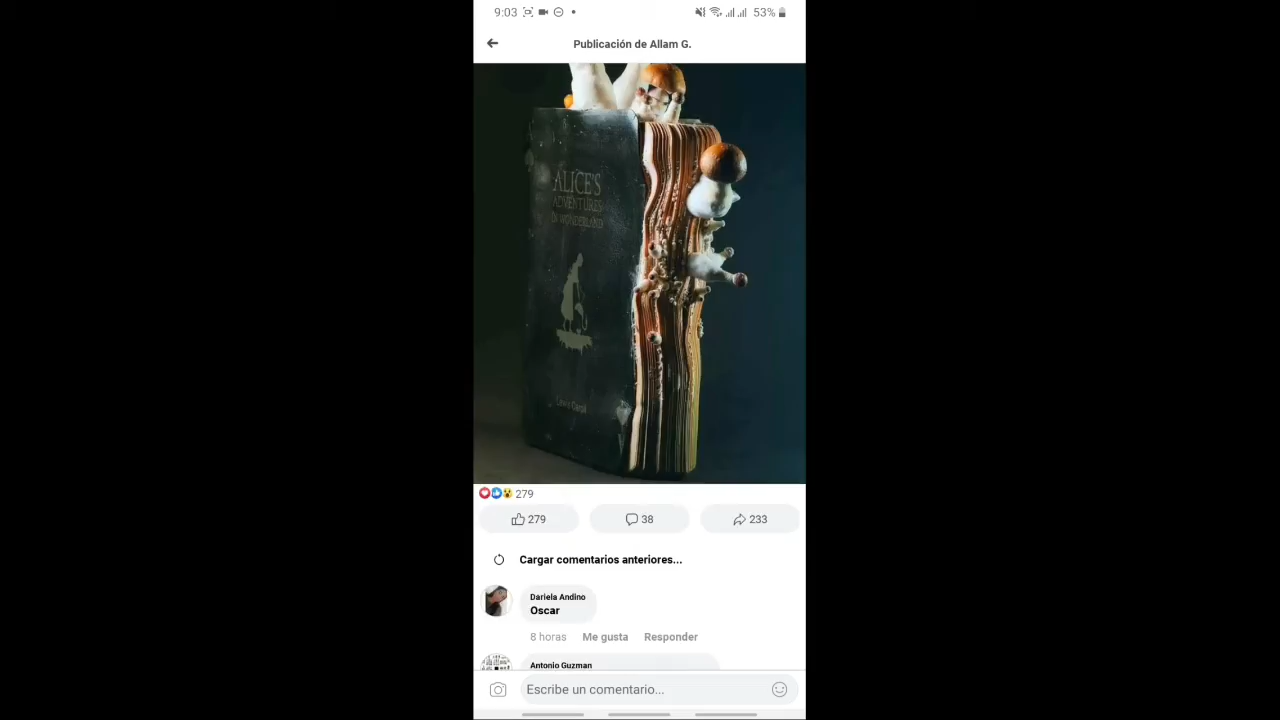 9:03 53%
Publicación de Allam G.
ALICE'S
ADVENTURES
IN WONDERLAND
279
279 38 233
Cargar comentarios anteriores...
Dariela Andino
Oscar
8 horas Me gusta Responder
Antonio Guzman
Escribe un comentario...